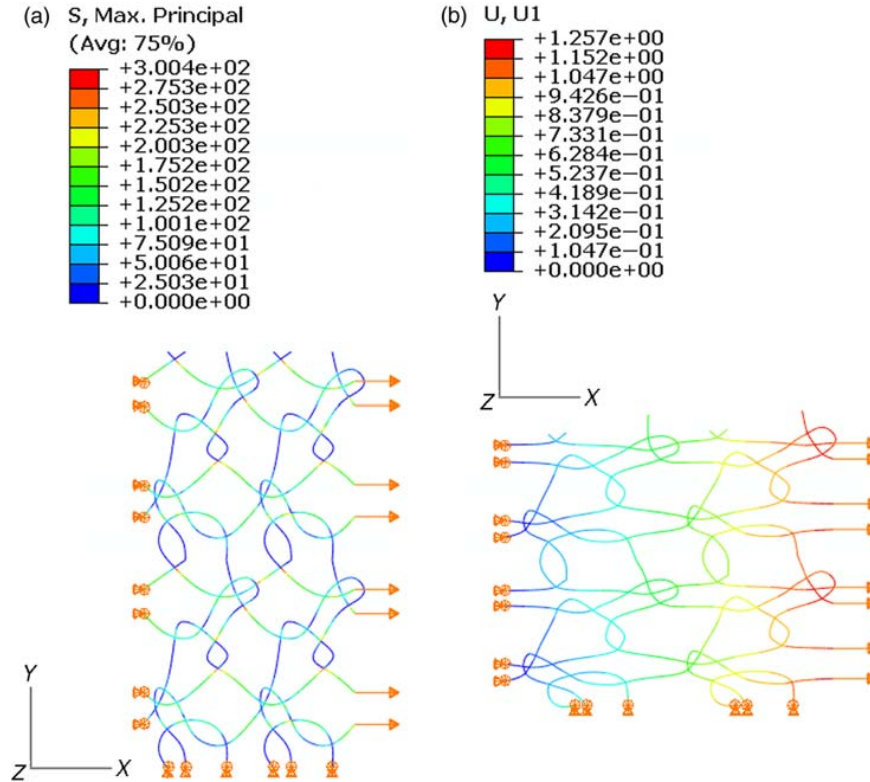 (a) S, Max. Principal
(Avg: 75%)
+3.004e+02
+2.753e+02
+2.503e+02
+2.253e+02
+2.003e+02
+1.752e+02
+1.502e+02
+1.252e+02
+1.001e+02
+7.509e+01
+5.006e+01
+2.503e+01
+0.000e+00
Y
Z
X
(b) U, U1
+1.257e+00
+1.152e+00
+1.047e+00
+9.426e−01
+8.379e−01
+7.331e−01
+6.284e−01
+5.237e−01
+4.189e−01
+3.142e−01
+2.095e−01
+1.047e−01
+0.000e+00
Y
Z
X